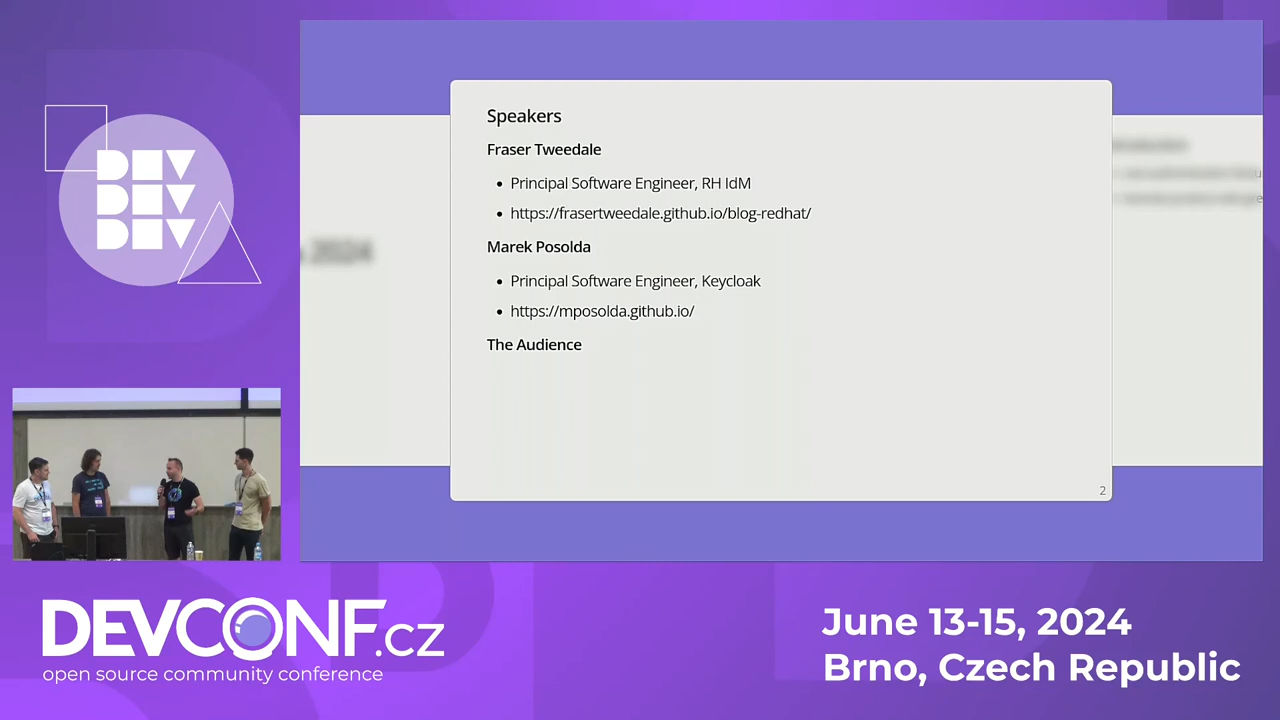 DEV
DEV
DEV
Speakers
Fraser Tweedale
Principal Software Engineer, RH IdM
https://frasertweedale.github.io/blog-redhat/
Marek Posolda
Principal Software Engineer, Keycloak
https://mposolda.github.io/
The Audience
2
2024
DEVCONF.cz
open source community conference
June 13-15, 2024
Brno, Czech Republic